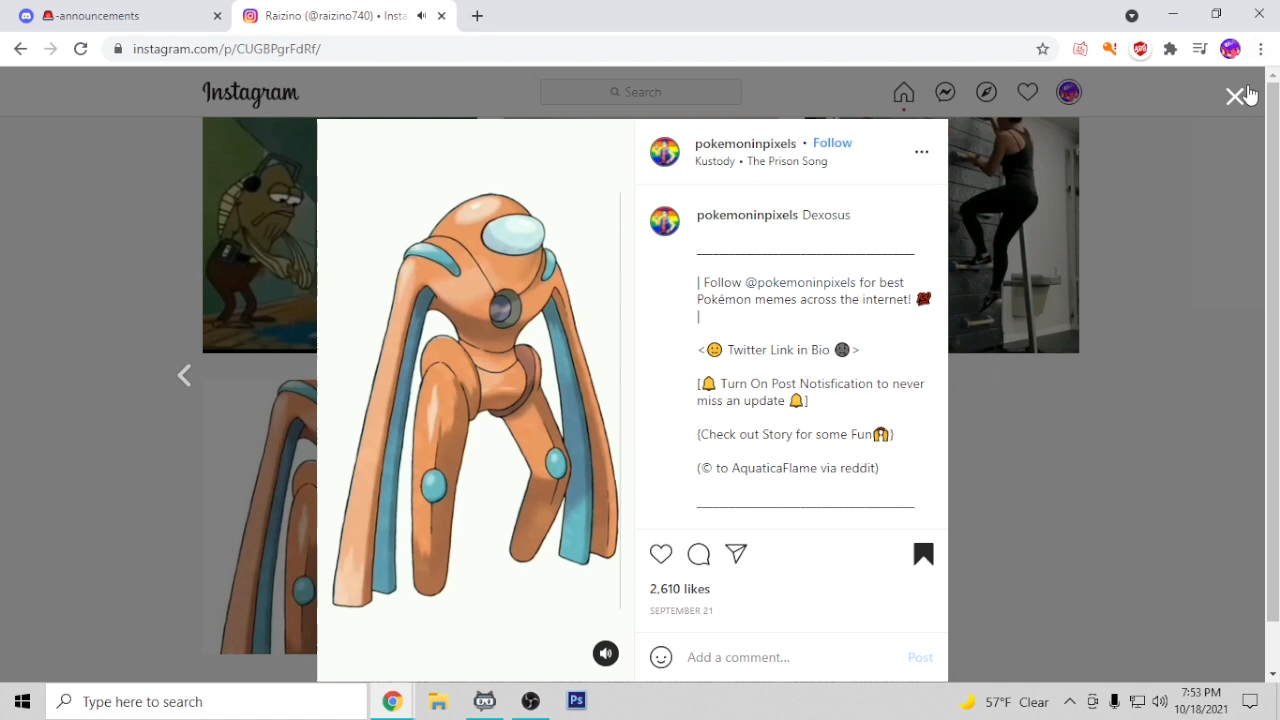 -announcements
Raizino (@raizino740) • Insta
instagram.com/p/CUGBPgrFdRf/
Instagram
Search
pokemoninpixels • Follow
Kustody • The Prison Song
pokemoninpixels Dexosus
| Follow @pokemoninpixels for best
Pokémon memes across the internet! 💯
|
<🌝 Twitter Link in Bio 🌚>
[🔔 Turn On Post Notisfication to never
miss an update 🔔]
{Check out Story for some Fun🙌}
(© to AquaticaFlame via reddit)
2,610 likes
SEPTEMBER 21
Add a comment...
Post
Type here to search
Ps
57°F Clear
7:53 PM
10/18/2021